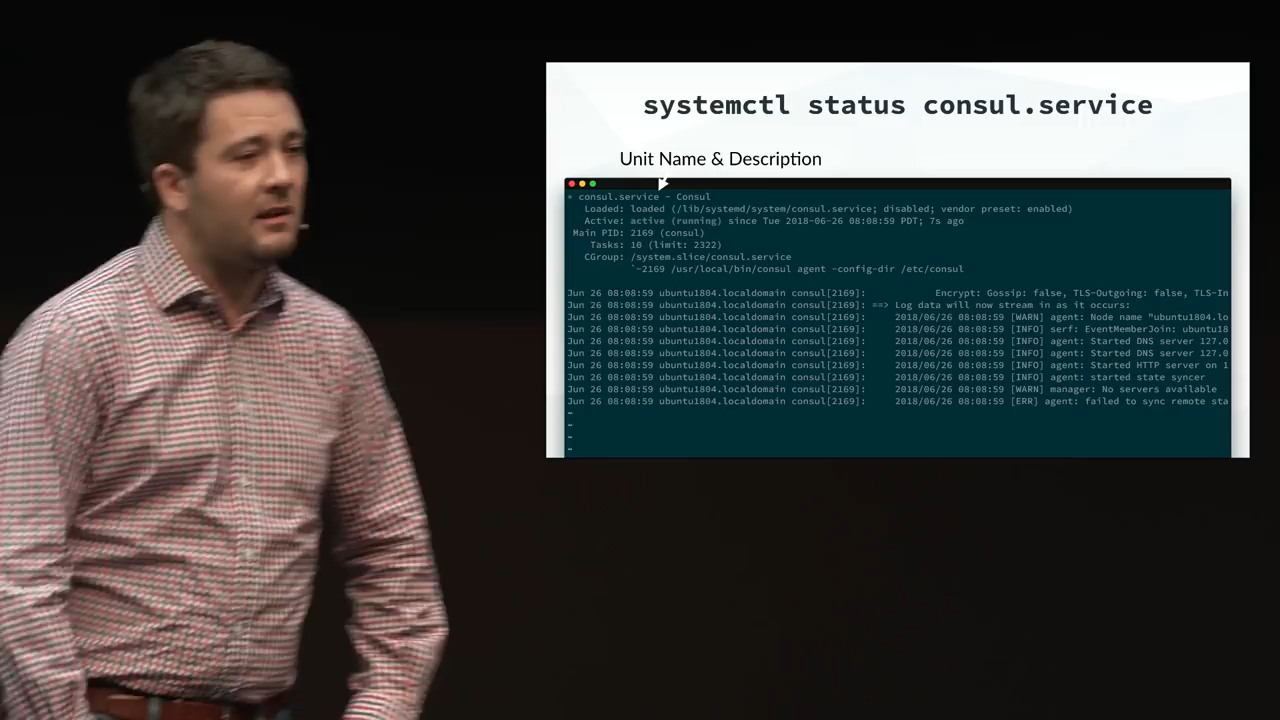 systemctl status consul.service
Unit Name & Description
* consul.service - Consul
Loaded: loaded (/lib/systemd/system/consul.service; disabled; vendor preset: enabled)
Active: active (running) since Tue 2018-06-26 08:08:59 PDT; 7s ago
Main PID: 2169 (consul)
Tasks: 10 (limit: 2322)
CGroup: /system.slice/consul.service
`-2169 /usr/local/bin/consul agent -config-dir /etc/consul
Jun 26 08:08:59 ubuntu1804.localdomain consul[2169]: Encrypt: Gossip: false, TLS-Outgoing: false, TLS-In
Jun 26 08:08:59 ubuntu1804.localdomain consul[2169]: ==> Log data will now stream in as it occurs:
Jun 26 08:08:59 ubuntu1804.localdomain consul[2169]: 2018/06/26 08:08:59 [WARN] agent: Node name "ubuntu1804.lo
Jun 26 08:08:59 ubuntu1804.localdomain consul[2169]: 2018/06/26 08:08:59 [INFO] serf: EventMemberJoin: ubuntu18
Jun 26 08:08:59 ubuntu1804.localdomain consul[2169]: 2018/06/26 08:08:59 [INFO] agent: Started DNS server 127.0
Jun 26 08:08:59 ubuntu1804.localdomain consul[2169]: 2018/06/26 08:08:59 [INFO] agent: Started DNS server 127.0
Jun 26 08:08:59 ubuntu1804.localdomain consul[2169]: 2018/06/26 08:08:59 [INFO] agent: Started HTTP server on 1
Jun 26 08:08:59 ubuntu1804.localdomain consul[2169]: 2018/06/26 08:08:59 [INFO] agent: started state syncer
Jun 26 08:08:59 ubuntu1804.localdomain consul[2169]: 2018/06/26 08:08:59 [WARN] manager: No servers available
Jun 26 08:08:59 ubuntu1804.localdomain consul[2169]: 2018/06/26 08:08:59 [ERR] agent: failed to sync remote sta
~
~
~
~